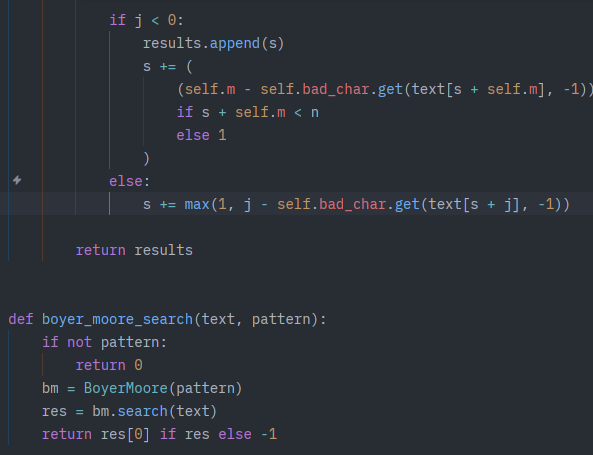 if j < 0:
                results.append(s)
                s += (
                    (self.m - self.bad_char.get(text[s + self.m], -1))
                    if s + self.m < n
                    else 1
                )
            else:
                s += max(1, j - self.bad_char.get(text[s + j], -1))

        return results


def boyer_moore_search(text, pattern):
    if not pattern:
        return 0
    bm = BoyerMoore(pattern)
    res = bm.search(text)
    return res[0] if res else -1